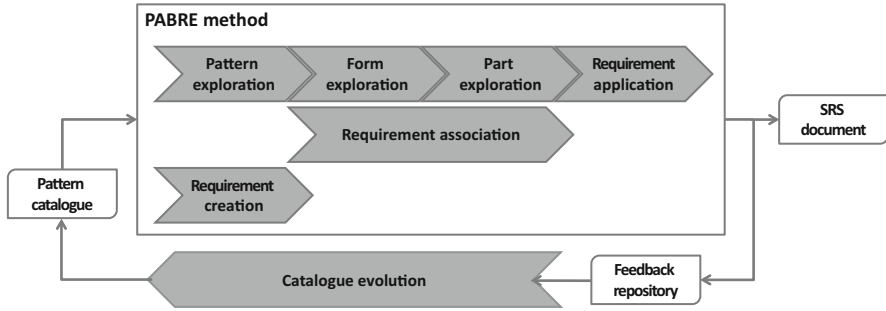 PABRE method
Pattern
exploration
Form
exploration
Part
exploration
Requirement
application
SRS
document
Requirement association
Pattern
catalogue
Requirement
creation
Catalogue evolution
Feedback
repository